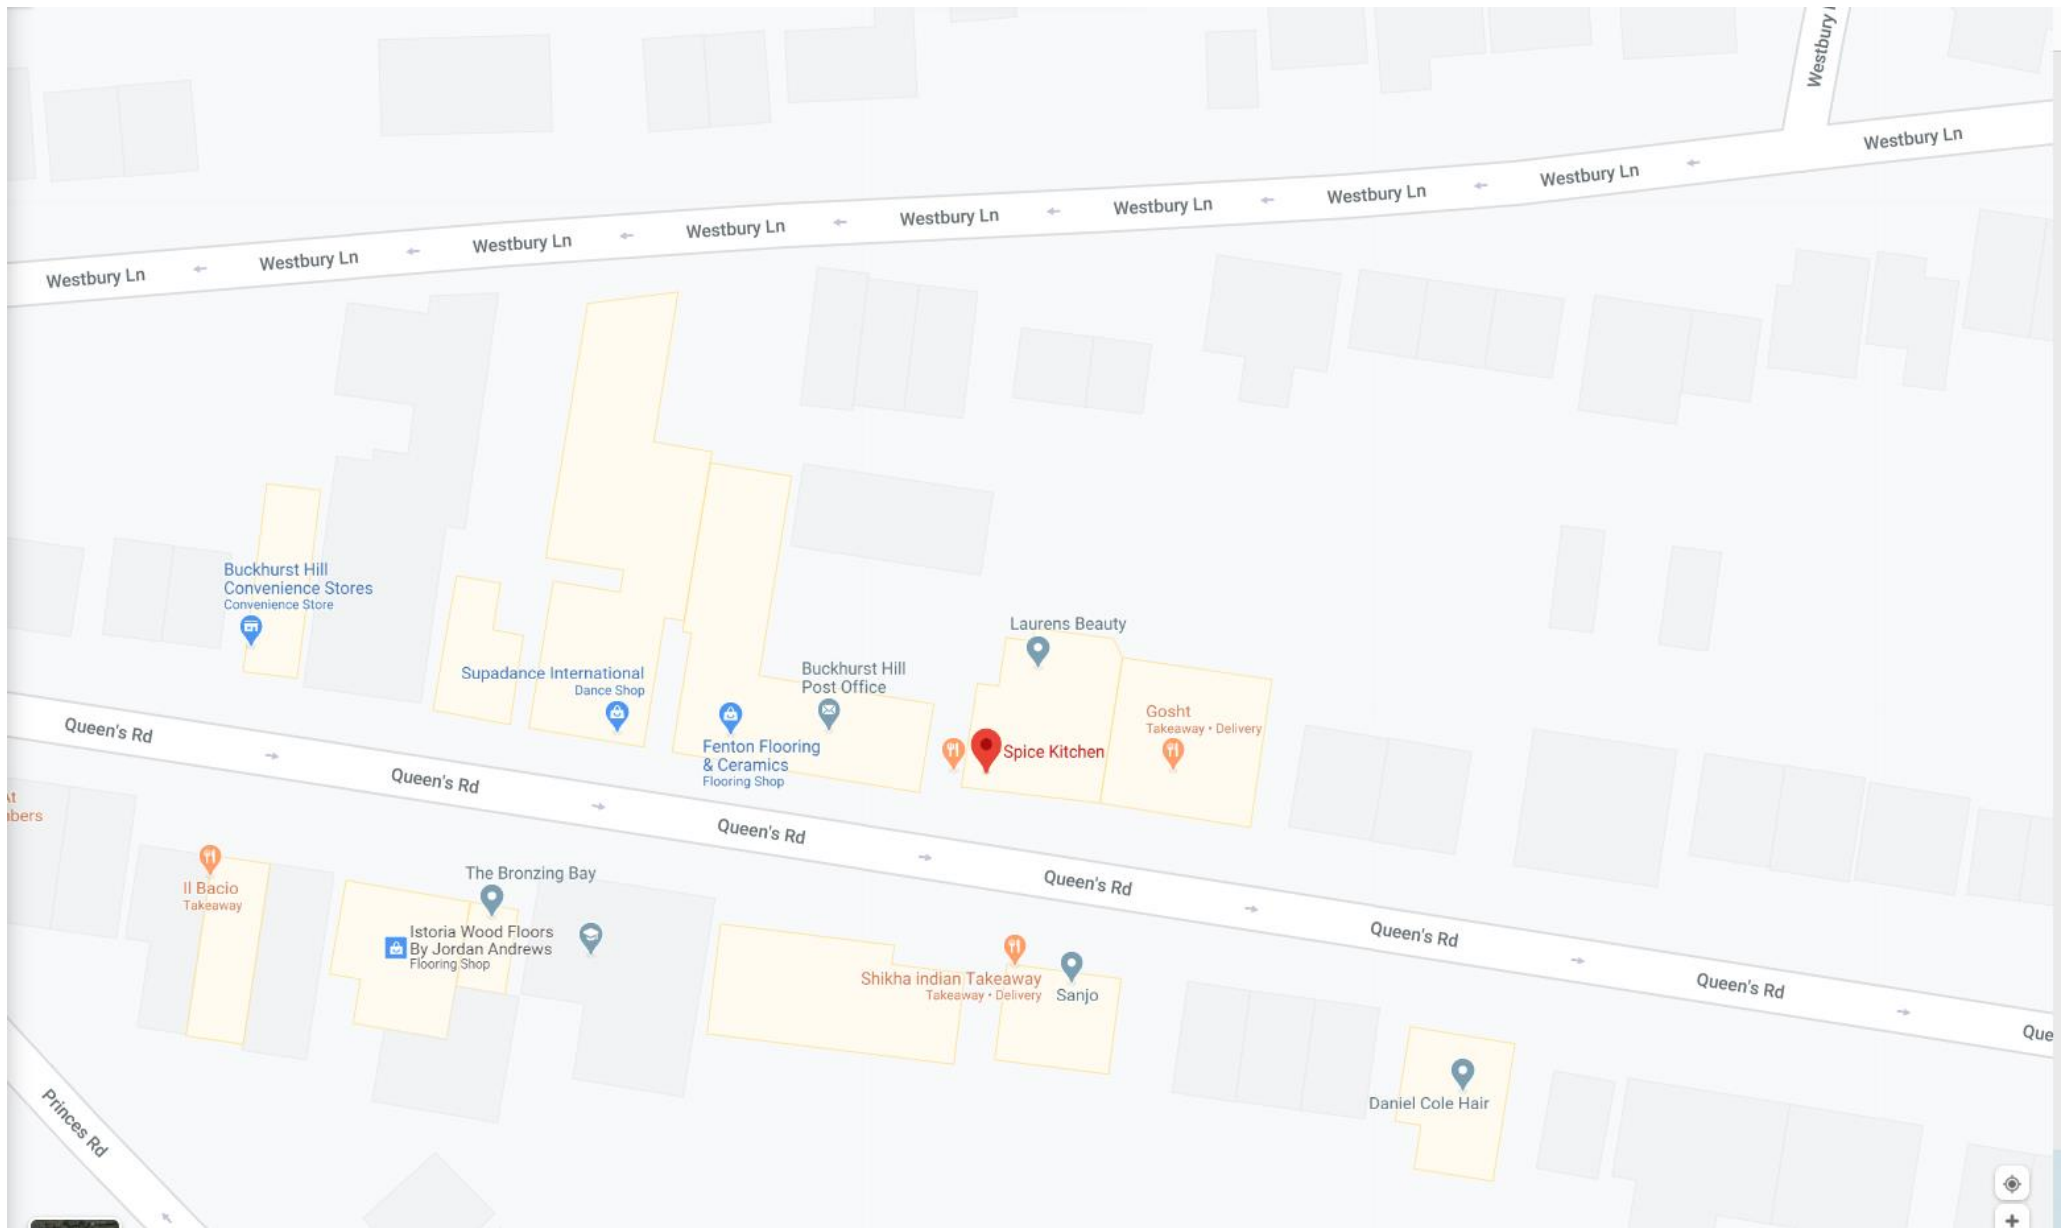 Westbury
Westbury Ln
Westbury Ln
Westbury Ln
Westbury Ln
Westbury Ln
Westbury Ln
Westbury Ln
Westbury Ln
Westbury Ln
Buckhurst Hill
Convenience Stores
Convenience Store
Laurens Beauty
Supadance International
Dance Shop
Buckhurst Hill
Post Office
Gosht
Takeaway • Delivery
Fenton Flooring
& Ceramics
Flooring Shop
Spice Kitchen
Queen's Rd
Queen's Rd
Queen's Rd
Queen's Rd
Queen's Rd
Queen's Rd
Que
At
nbers
Il Bacio
Takeaway
The Bronzing Bay
Istoria Wood Floors
By Jordan Andrews
Flooring Shop
Shikha indian Takeaway
Takeaway • Delivery
Sanjo
Daniel Cole Hair
Princes Rd